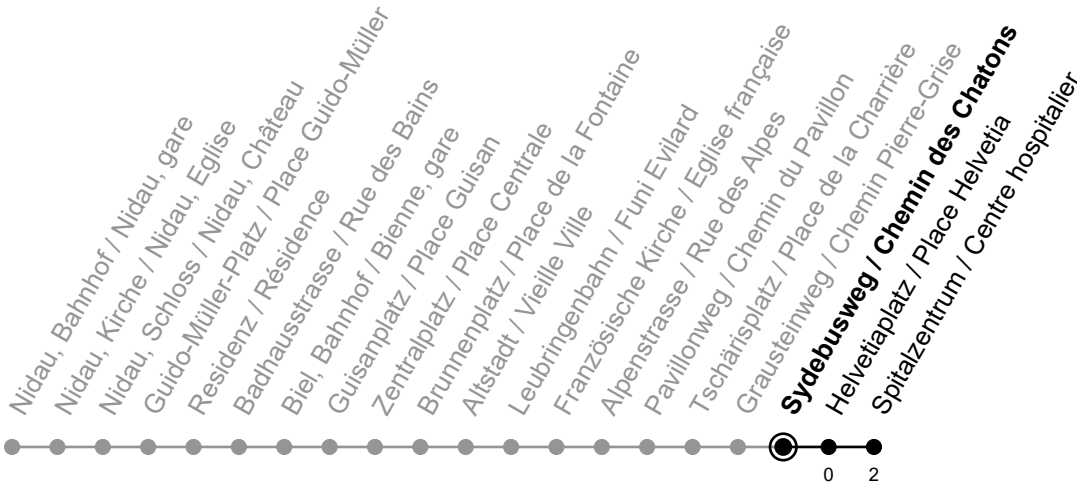 Nidau, Bahnhof / Nidau, gare
Nidau, Kirche / Nidau, Eglise
Nidau, Schloss / Nidau, Château
Guido-Müller-Platz / Place Guido-Müller
Residenz / Résidence
Badhausstrasse / Rue des Bains
Biel, Bahnhof / Bienne, gare
Guisanplatz / Place Guisan
Zentralplatz / Place Centrale
Brunnenplatz / Place de la Fontaine
Altstadt / Vieille Ville
Leubringenbahn / Funi Evilard
Französische Kirche / Eglise française
Alpenstrasse / Rue des Alpes
Pavillonweg / Chemin du Pavillon
Tschärisplatz / Place de la Charrière
Grausteinweg / Chemin Pierre-Grise
Sydebusweg / Chemin des Chatons
Helvetiaplatz / Place Helvetia
Spitalzentrum / Centre hospitalier
0 2